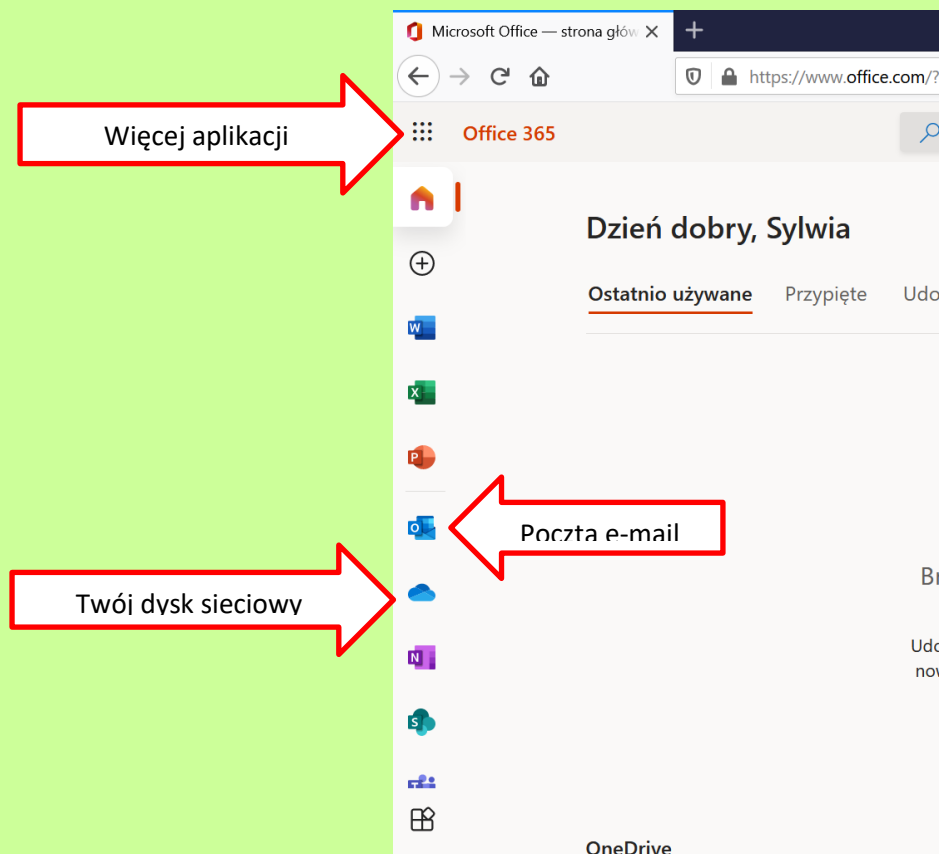 Microsoft Office — strona głów
https://www.office.com/?
Więcej aplikacji
Office 365
Dzień dobry, Sylwia
Ostatnio używane Przypięte Udo
W
X
P
O
Poczta e-mail
Twój dysk sieciowy
Br
Udo
now
N
S
T
OneDrive